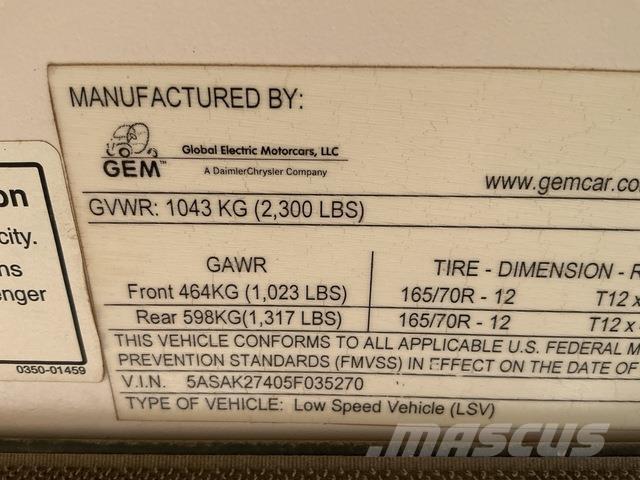 MANUFACTURED BY:
GEM™
Global Electric Motorcars, LLC
A DaimlerChrysler Company
www.gemcar.co
GVWR: 1043 KG (2,300 LBS)
GAWR TIRE - DIMENSION - R
Front 464KG (1,023 LBS) 165/70R - 12 T12 x
Rear 598KG(1,317 LBS) 165/70R - 12 T12 x
THIS VEHICLE CONFORMS TO ALL APPLICABLE U.S. FEDERAL M
PREVENTION STANDARDS (FMVSS) IN EFFECT ON THE DATE OF
V.I.N. 5ASAK27405F035270
TYPE OF VEHICLE: Low Speed Vehicle (LSV)
on
city.
ns
enger
0350-01459
MASCUS